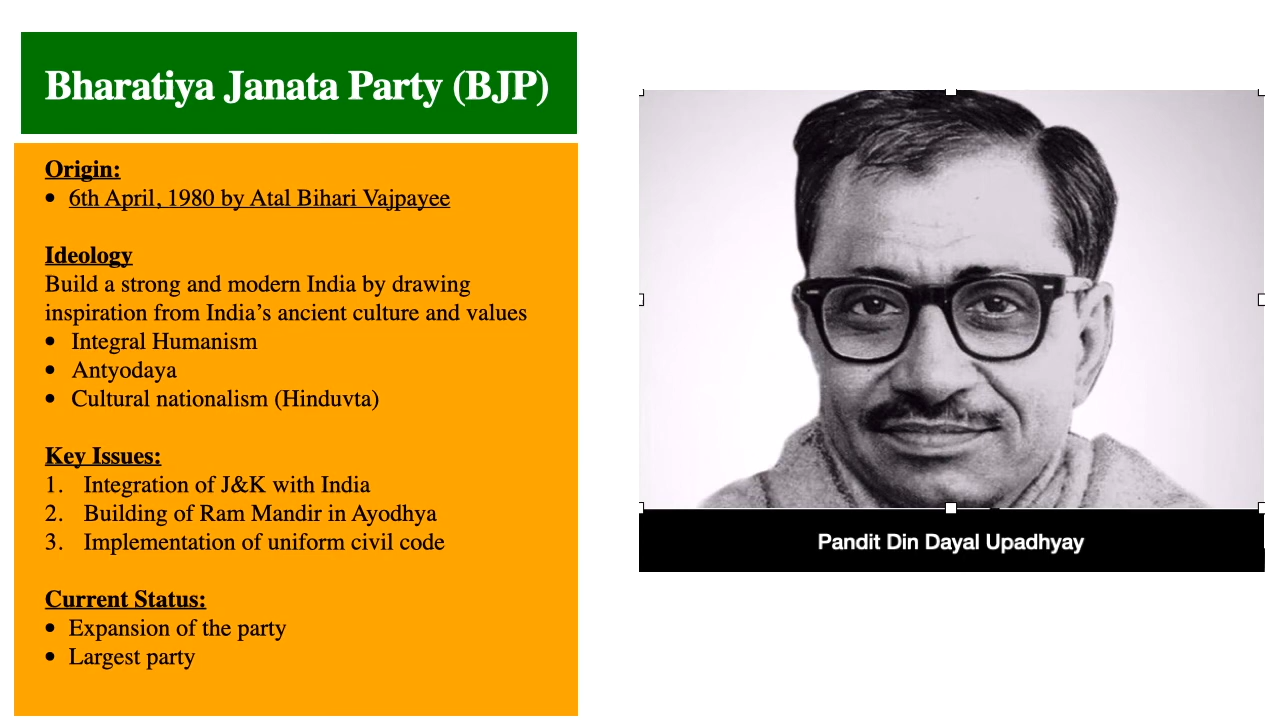 Bharatiya Janata Party (BJP)
Origin:
• 6th April, 1980 by Atal Bihari Vajpayee
Ideology
Build a strong and modern India by drawing
inspiration from India’s ancient culture and values
• Integral Humanism
• Antyodaya
• Cultural nationalism (Hinduvta)
Key Issues:
1. Integration of J&K with India
2. Building of Ram Mandir in Ayodhya
3. Implementation of uniform civil code
Current Status:
• Expansion of the party
• Largest party
Pandit Din Dayal Upadhyay